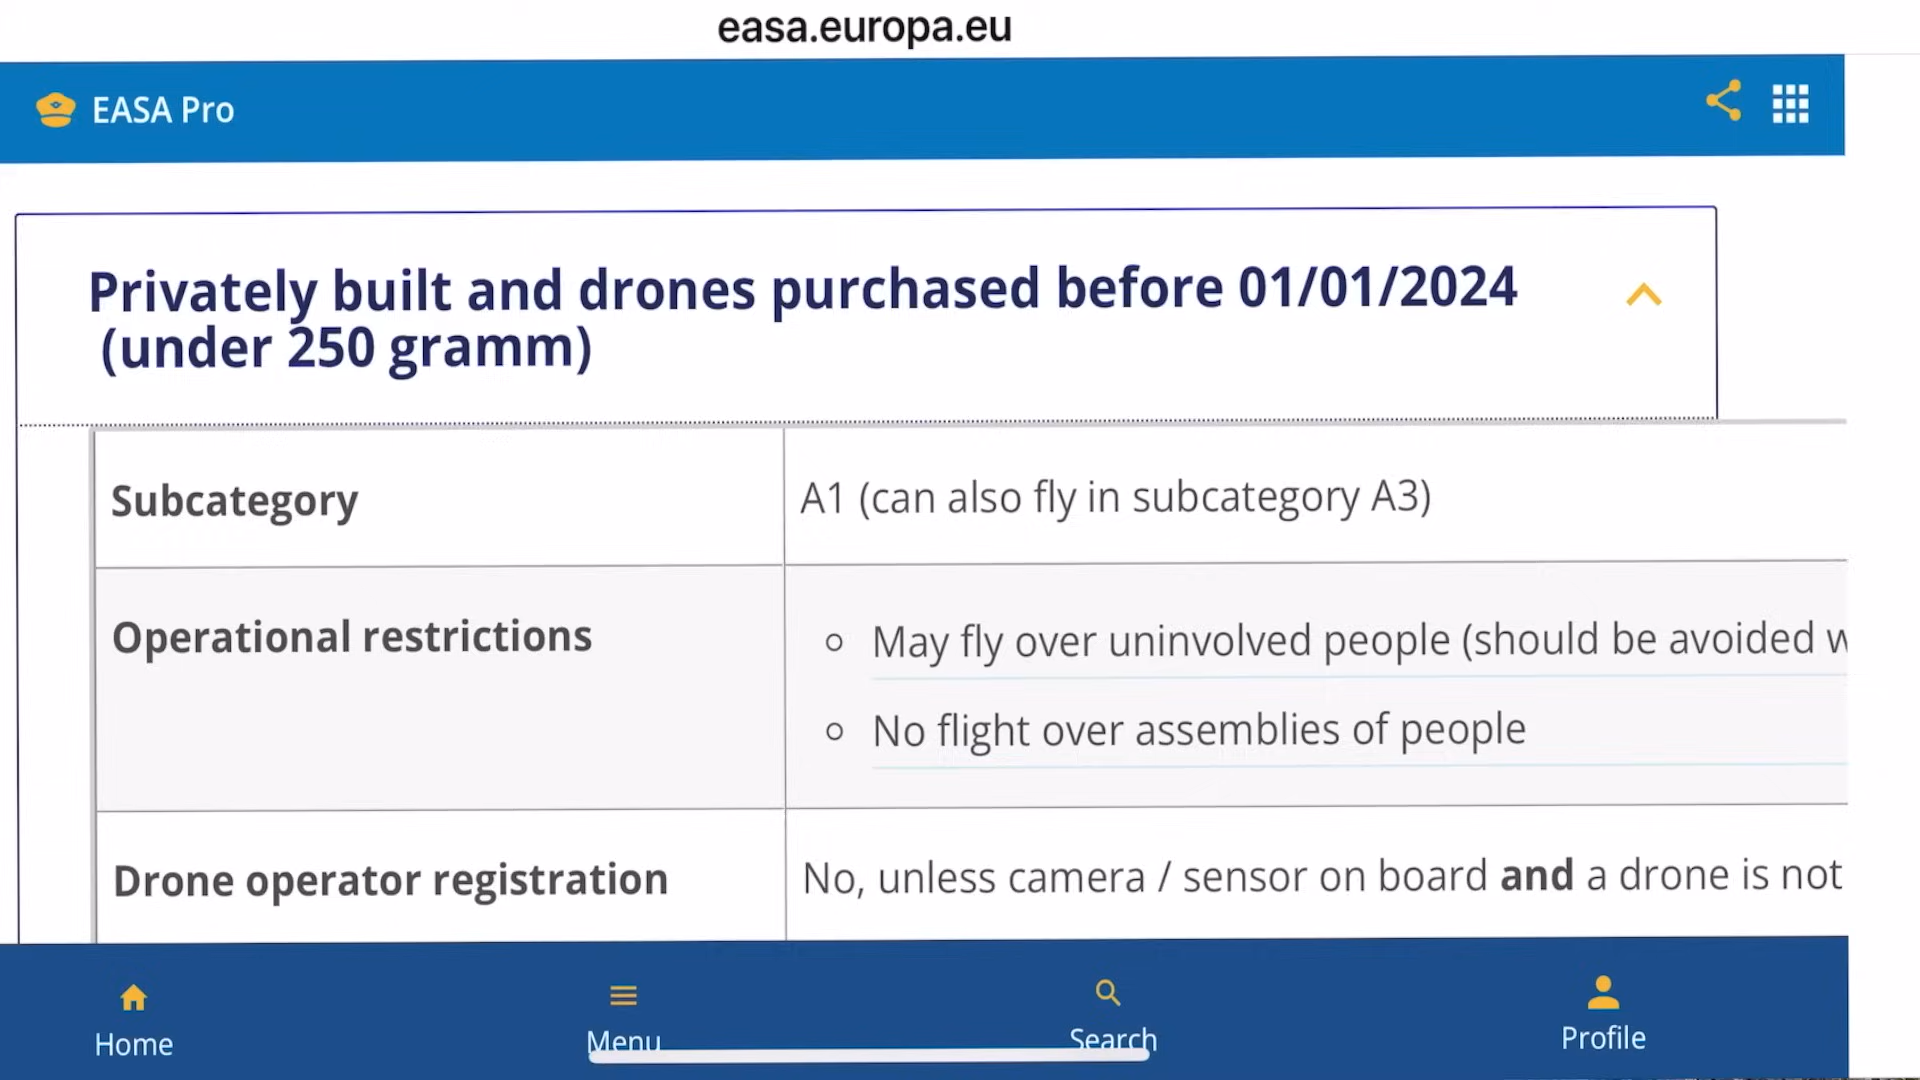 easa.europa.eu
EASA Pro
Privately built and drones purchased before 01/01/2024
(under 250 gramm)
Subcategory
A1 (can also fly in subcategory A3)
Operational restrictions
May fly over uninvolved people (should be avoided
No flight over assemblies of people
Drone operator registration
No, unless camera / sensor on board and a drone is not
Home
Menu
Search
Profile